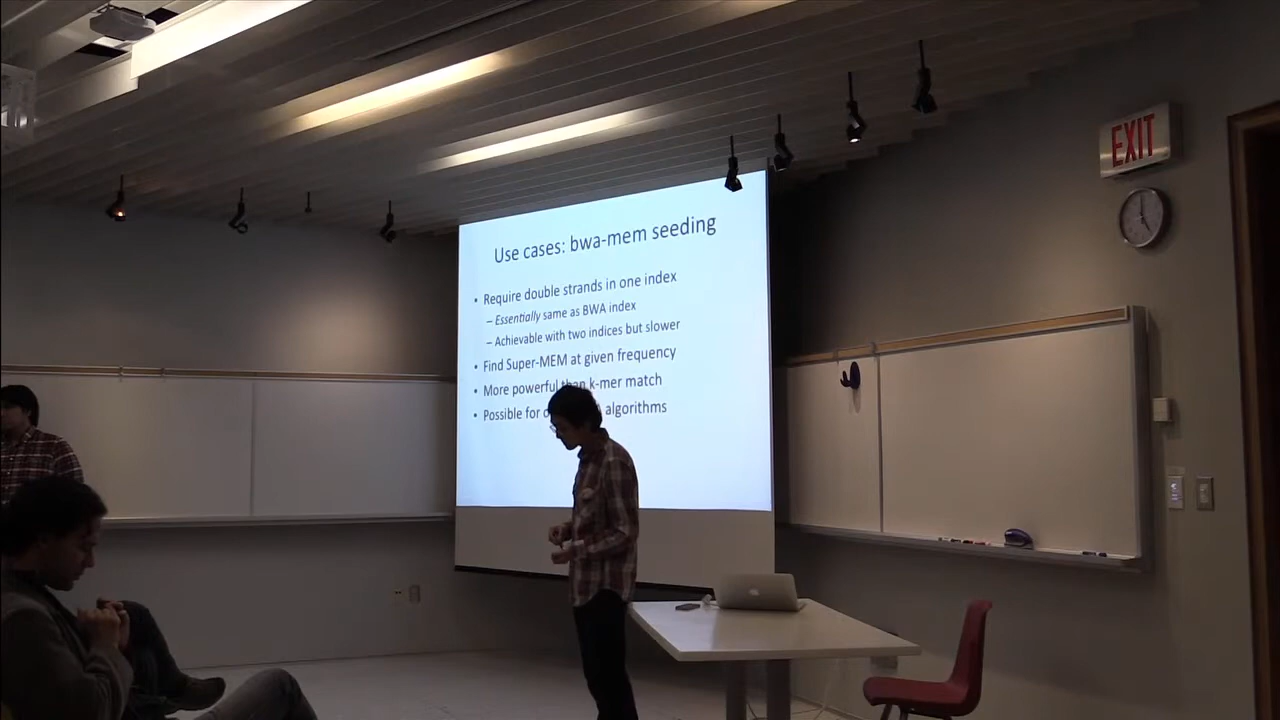 EXIT
Use cases: bwa-mem seeding
• Require double strands in one index
– Essentially same as BWA index
– Achievable with two indices but slower
• Find Super-MEM at given frequency
• More powerful than k-mer match
• Possible for algorithms